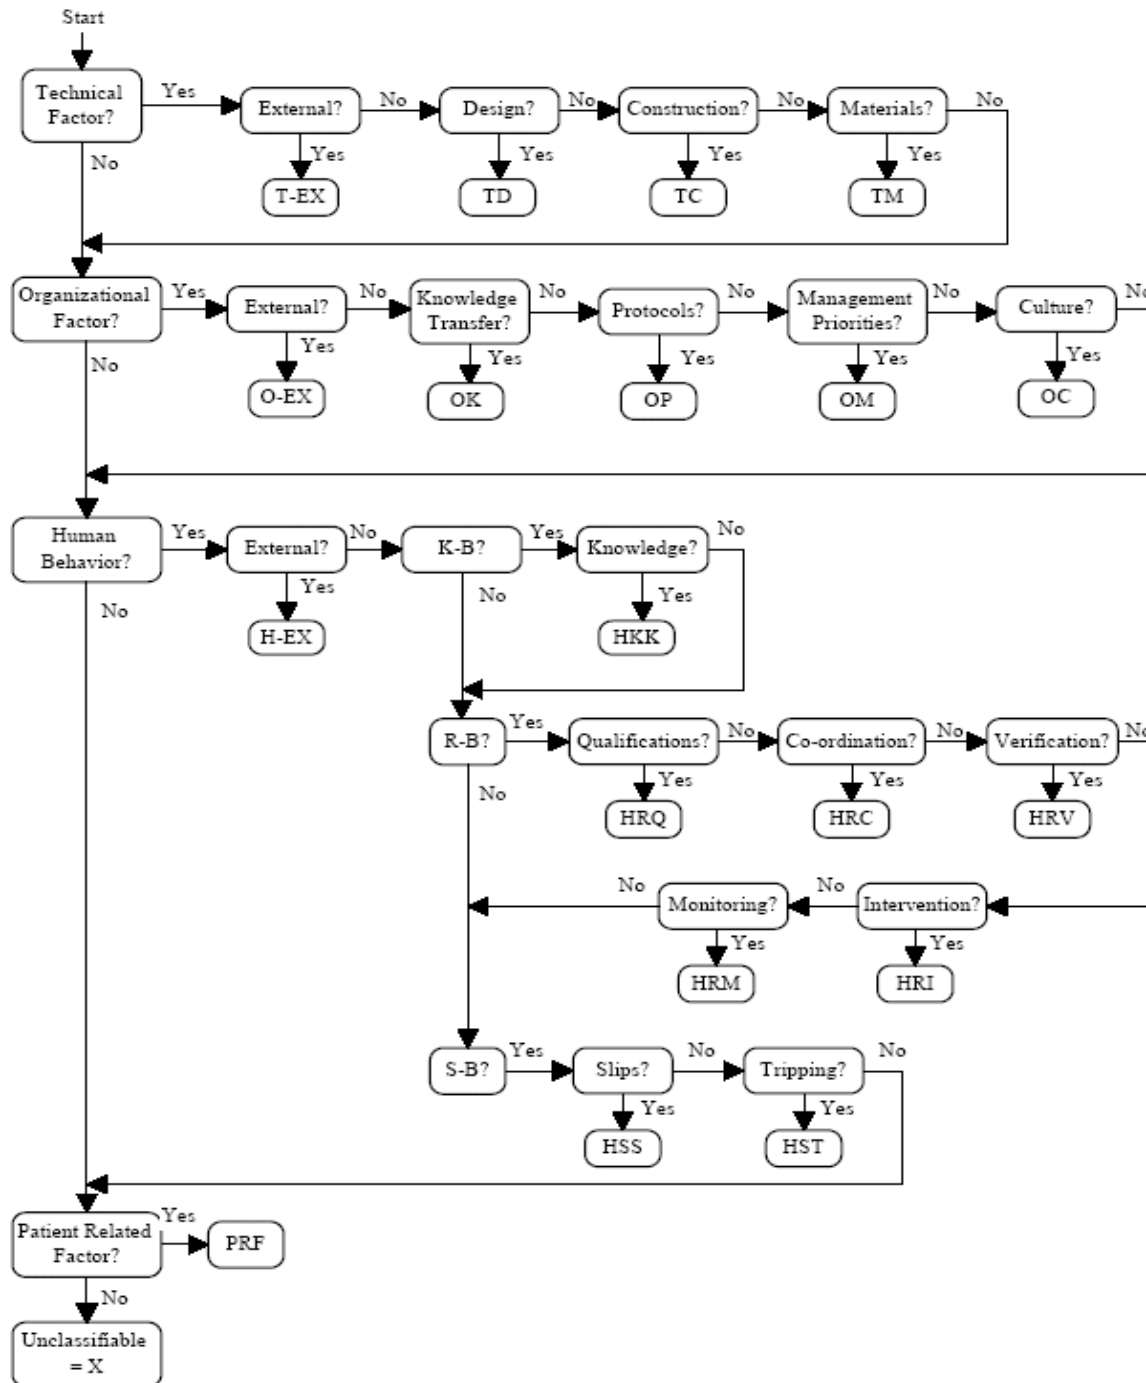 Start
Technical
Factor?
Yes
External?
No
Design?
No
Construction?
No
Materials?
No
No
Yes
Yes
Yes
Yes
T-EX
TD
TC
TM
Organizational
Factor?
Yes
External?
No
Knowledge
Transfer?
No
Protocols?
No
Management
Priorities?
No
Culture?
No
No
Yes
Yes
Yes
Yes
Yes
O-EX
OK
OP
OM
OC
Human
Behavior?
Yes
External?
No
K-B?
Yes
Knowledge?
No
No
Yes
No
Yes
H-EX
HKK
R-B?
Yes
Qualifications?
No
Co-ordination?
No
Verification?
No
No
Yes
Yes
Yes
HRQ
HRC
HRV
No
Monitoring?
No
Intervention?
Yes
Yes
HRM
HRI
S-B?
Yes
Slips?
No
Tripping?
No
Yes
Yes
HSS
HST
Patient Related
Factor?
Yes
PRF
No
Unclassifiable
= X